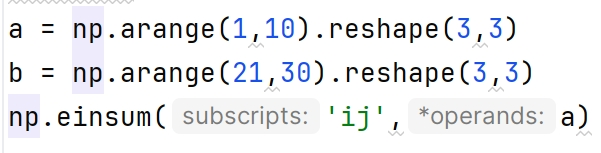 a = np.arange(1,10).reshape(3,3)
b = np.arange(21,30).reshape(3,3)
np.einsum( subscripts: 'ij', *operands: a)